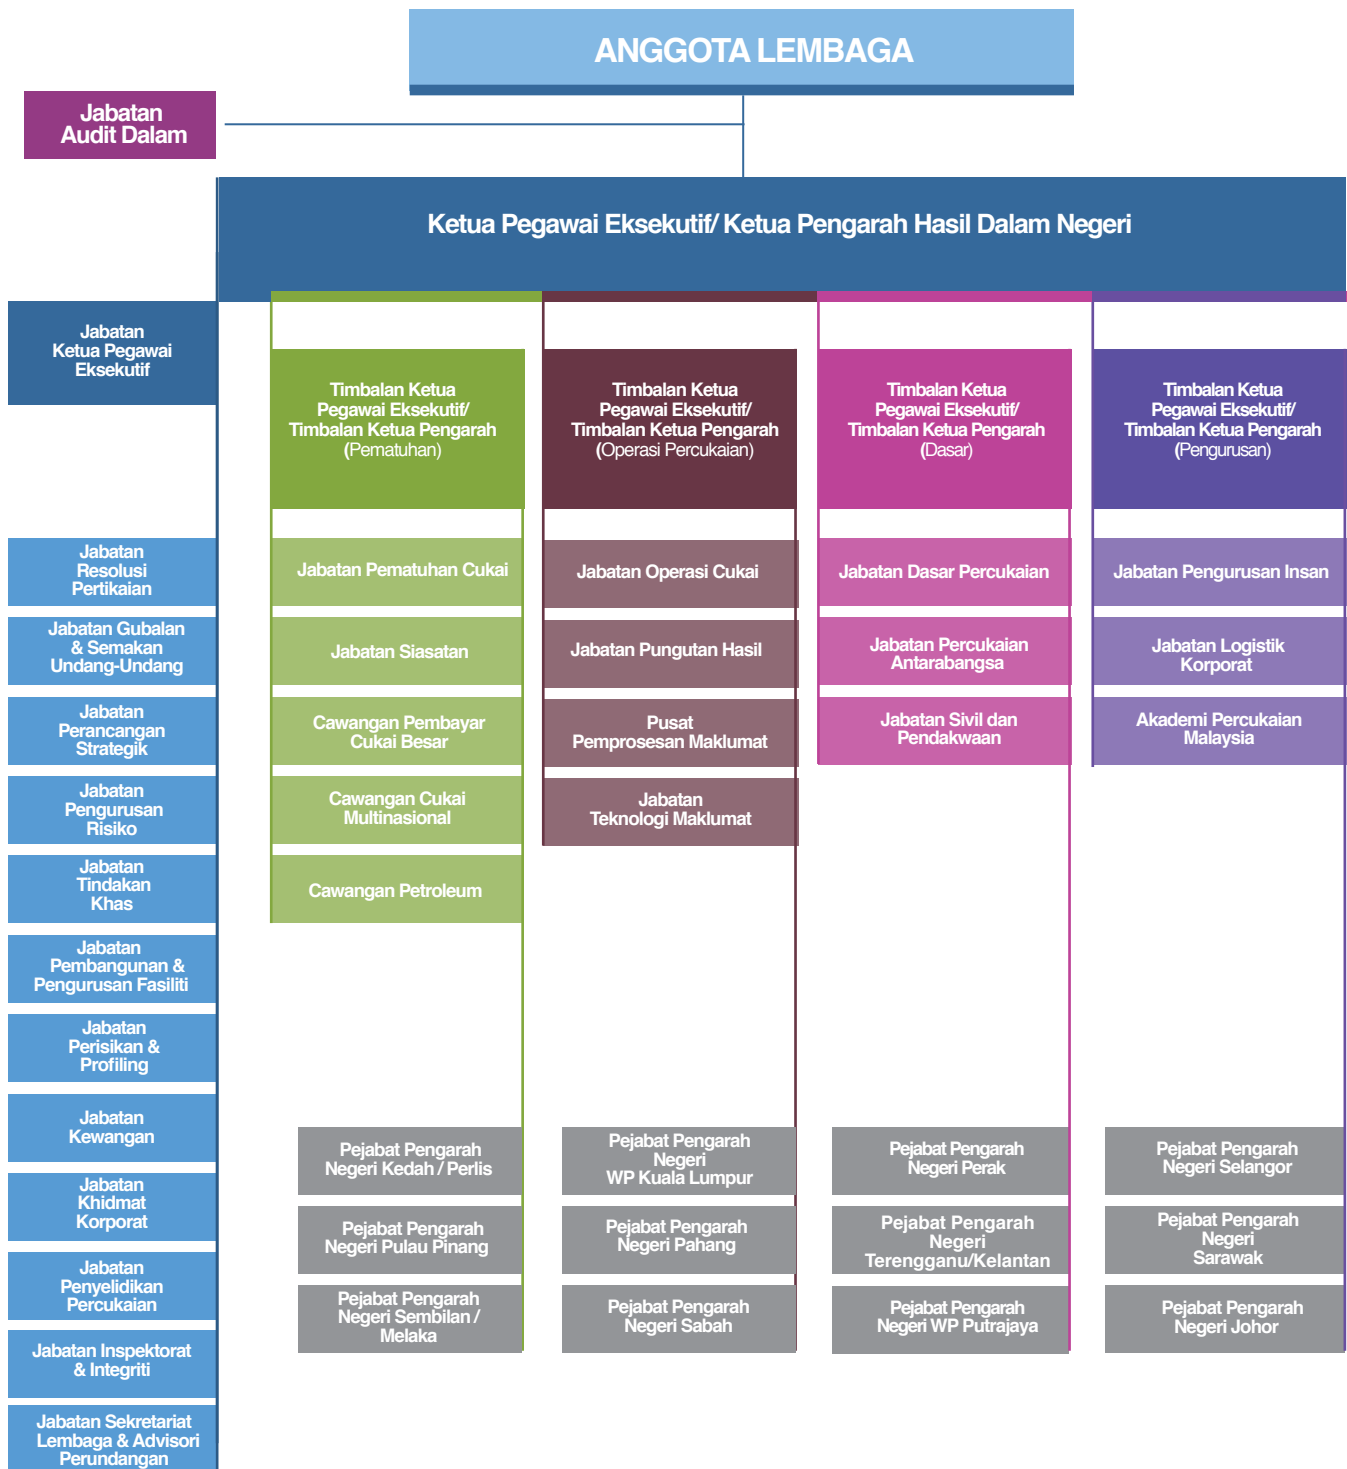 ANGGOTA LEMBAGA
Jabatan
Audit Dalam
Ketua Pegawai Eksekutif/ Ketua Pengarah Hasil Dalam Negeri
Jabatan
Ketua Pegawai
Eksekutif
Jabatan
Resolusi
Pertikaian
Jabatan Gubalan
& Semakan
Undang-Undang
Jabatan
Perancangan
Strategik
Jabatan
Pengurusan
Risiko
Jabatan
Tindakan
Khas
Jabatan
Pembangunan &
Pengurusan Fasiliti
Jabatan
Perisikan &
Profiling
Jabatan
Kewangan
Jabatan
Khidmat
Korporat
Jabatan
Penyelidikan
Percukaian
Jabatan Inspektorat
& Integriti
Jabatan Sekretariat
Lembaga & Advisori
Perundangan
Timbalan Ketua
Pegawai Eksekutif/
Timbalan Ketua Pengarah
(Pematuhan)
Jabatan Pematuhan Cukai
Jabatan Siasatan
Cawangan Pembayar
Cukai Besar
Cawangan Cukai
Multinasional
Cawangan Petroleum
Pejabat Pengarah
Negeri Kedah / Perlis
Pejabat Pengarah
Negeri Pulau Pinang
Pejabat Pengarah
Negeri Sembilan /
Melaka
Timbalan Ketua
Pegawai Eksekutif/
Timbalan Ketua Pengarah
(Operasi Percukaian)
Jabatan Operasi Cukai
Jabatan Pungutan Hasil
Pusat
Pemprosesan Maklumat
Jabatan
Teknologi Maklumat
Pejabat Pengarah
Negeri
WP Kuala Lumpur
Pejabat Pengarah
Negeri Pahang
Pejabat Pengarah
Negeri Sabah
Timbalan Ketua
Pegawai Eksekutif/
Timbalan Ketua Pengarah
(Dasar)
Jabatan Dasar Percukaian
Jabatan Percukaian
Antarabangsa
Jabatan Sivil dan
Pendakwaan
Pejabat Pengarah
Negeri Perak
Pejabat Pengarah
Negeri
Terengganu/Kelantan
Pejabat Pengarah
Negeri WP Putrajaya
Timbalan Ketua
Pegawai Eksekutif/
Timbalan Ketua Pengarah
(Pengurusan)
Jabatan Pengurusan Insan
Jabatan Logistik
Korporat
Akademi Percukaian
Malaysia
Pejabat Pengarah
Negeri Selangor
Pejabat Pengarah
Negeri
Sarawak
Pejabat Pengarah
Negeri Johor